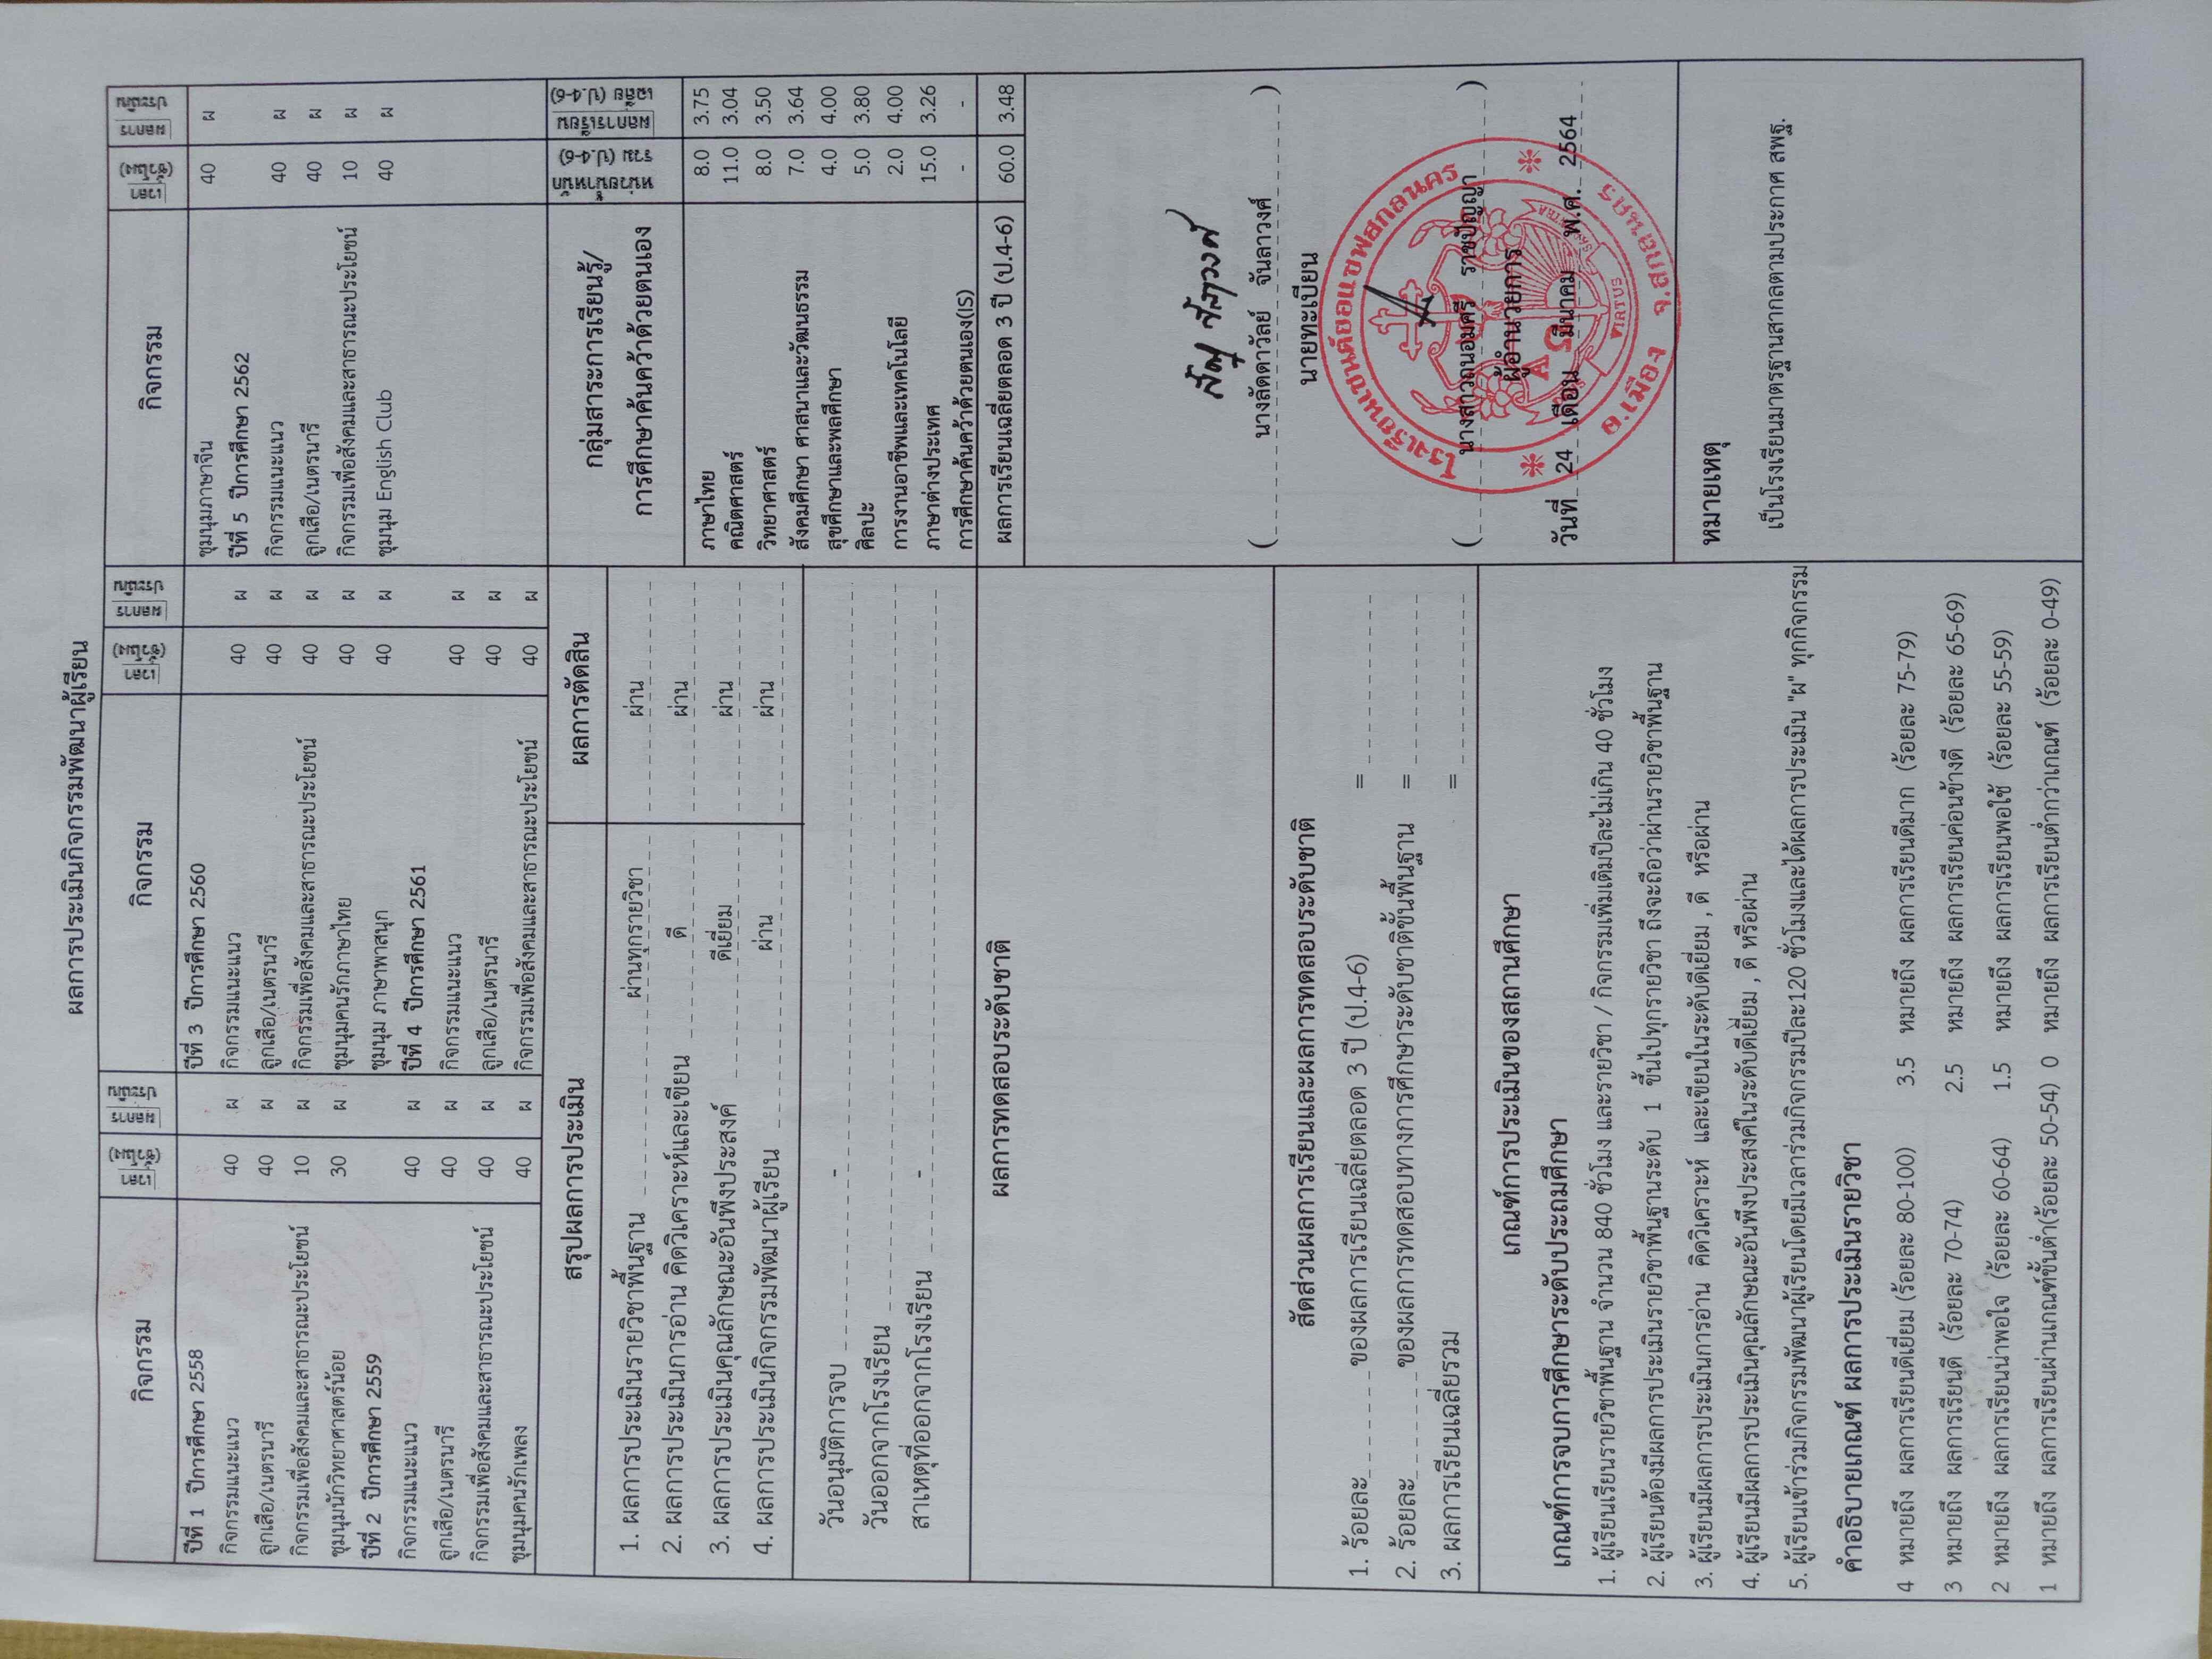 ผลการประเมินกิจกรรมพัฒนาผู้เรียน
กิจกรรม
เวลา (ชั่วโมง)
ผลการประเมิน
ปีที่ 1 ปีการศึกษา 2558
กิจกรรมแนะแนว 40 ผ
ลูกเสือ/เนตรนารี 40 ผ
กิจกรรมเพื่อสังคมและสาธารณะประโยชน์ 10 ผ
ชุมนุมนักวิทยาศาสตร์น้อย 30 ผ
ปีที่ 2 ปีการศึกษา 2559
กิจกรรมแนะแนว 40 ผ
ลูกเสือ/เนตรนารี 40 ผ
กิจกรรมเพื่อสังคมและสาธารณะประโยชน์ 40 ผ
ชุมนุมคนรักเพลง 40 ผ
กิจกรรม
เวลา (ชั่วโมง)
ผลการประเมิน
ปีที่ 3 ปีการศึกษา 2560
กิจกรรมแนะแนว 40 ผ
ลูกเสือ/เนตรนารี 40 ผ
กิจกรรมเพื่อสังคมและสาธารณะประโยชน์ 40 ผ
ชุมนุมคนรักภาษาไทย 40 ผ
ชุมนุม ภาษาพาสนุก 40 ผ
ปีที่ 4 ปีการศึกษา 2561
กิจกรรมแนะแนว 40 ผ
ลูกเสือ/เนตรนารี 40 ผ
กิจกรรมเพื่อสังคมและสาธารณะประโยชน์ 40 ผ
กิจกรรม
เวลา (ชั่วโมง)
ผลการประเมิน
ชุมนุมภาษาจีน 40 ผ
ปีที่ 5 ปีการศึกษา 2562
กิจกรรมแนะแนว 40 ผ
ลูกเสือ/เนตรนารี 40 ผ
กิจกรรมเพื่อสังคมและสาธารณะประโยชน์ 10 ผ
ชุมนุม English Club 40 ผ
สรุปผลการประเมิน
ผลการตัดสิน
1. ผลการประเมินรายวิชาพื้นฐาน ผ่านทุกรายวิชา ผ่าน
2. ผลการประเมินการอ่าน คิดวิเคราะห์และเขียน ดี ผ่าน
3. ผลการประเมินคุณลักษณะอันพึงประสงค์ ดีเยี่ยม ผ่าน
4. ผลการประเมินกิจกรรมพัฒนาผู้เรียน ผ่าน ผ่าน
วันอนุมัติการจบ -
วันออกจากโรงเรียน
สาเหตุที่ออกจากโรงเรียน -
ผลการทดสอบระดับชาติ
สัดส่วนผลการเรียนและผลการทดสอบระดับชาติ
1. ร้อยละ ของผลการเรียนเฉลี่ยตลอด 3 ปี (ป.4-6) =
2. ร้อยละ ของผลการทดสอบทางการศึกษาระดับชาติขั้นพื้นฐาน =
3. ผลการเรียนเฉลี่ยรวม =
เกณฑ์การประเมินของสถานศึกษา
เกณฑ์การจบการศึกษาระดับประถมศึกษา
1. ผู้เรียนเรียนรายวิชาพื้นฐาน จำนวน 840 ชั่วโมง และรายวิชา / กิจกรรมเพิ่มเติมปีละไม่เกิน 40 ชั่วโมง
2. ผู้เรียนต้องมีผลการประเมินรายวิชาพื้นฐานระดับ 1 ขึ้นไปทุกรายวิชา ถึงจะถือว่าผ่านรายวิชาพื้นฐาน
3. ผู้เรียนมีผลการประเมินการอ่าน คิดวิเคราะห์ และเขียนในระดับดีเยี่ยม , ดี หรือผ่าน
4. ผู้เรียนมีผลการประเมินคุณลักษณะอันพึงประสงค์ในระดับดีเยี่ยม , ดี หรือผ่าน
5. ผู้เรียนเข้าร่วมกิจกรรมพัฒนาผู้เรียนโดยมีเวลาร่วมกิจกรรมปีละ120 ชั่วโมงและได้ผลการประเมิน "ผ" ทุกกิจกรรม
คำอธิบายเกณฑ์ ผลการประเมินรายวิชา
4 หมายถึง ผลการเรียนดีเยี่ยม (ร้อยละ 80-100) 3.5 หมายถึง ผลการเรียนดีมาก (ร้อยละ 75-79)
3 หมายถึง ผลการเรียนดี (ร้อยละ 70-74) 2.5 หมายถึง ผลการเรียนค่อนข้างดี (ร้อยละ 65-69)
2 หมายถึง ผลการเรียนน่าพอใจ (ร้อยละ 60-64) 1.5 หมายถึง ผลการเรียนพอใช้ (ร้อยละ 55-59)
1 หมายถึง ผลการเรียนผ่านเกณฑ์ขั้นต่ำ(ร้อยละ 50-54) 0 หมายถึง ผลการเรียนต่ำกว่าเกณฑ์ (ร้อยละ 0-49)
กลุ่มสาระการเรียนรู้/
การศึกษาค้นคว้าด้วยตนเอง
หน่วยน้ำหนัก
รวม (ป.4-6)
ผลการเรียน
เฉลี่ย (ป.4-6)
ภาษาไทย 8.0 3.75
คณิตศาสตร์ 11.0 3.04
วิทยาศาสตร์ 8.0 3.50
สังคมศึกษา ศาสนาและวัฒนธรรม 7.0 3.64
สุขศึกษาและพลศึกษา 4.0 4.00
ศิลปะ 5.0 3.80
การงานอาชีพและเทคโนโลยี 2.0 4.00
ภาษาต่างประเทศ 15.0 3.26
การศึกษาค้นคว้าด้วยตนเอง(IS) - -
ผลการเรียนเฉลี่ยตลอด 3 ปี (ป.4-6) 60.0 3.48
(นางลัดดาวัลย์ จันลาวงศ์)
นายทะเบียน
โรงเรียนเซนต์ยอแซฟสกลนคร
อ.เมือง จ.สกลนคร
VIRTUS
(นางสาวถนอมศรี ราชปัญญา)
ผู้อำนวยการ
วันที่ 24 เดือน มีนาคม พ.ศ. 2564
หมายเหตุ
เป็นโรงเรียนมาตรฐานสากลตามประกาศ สพฐ.